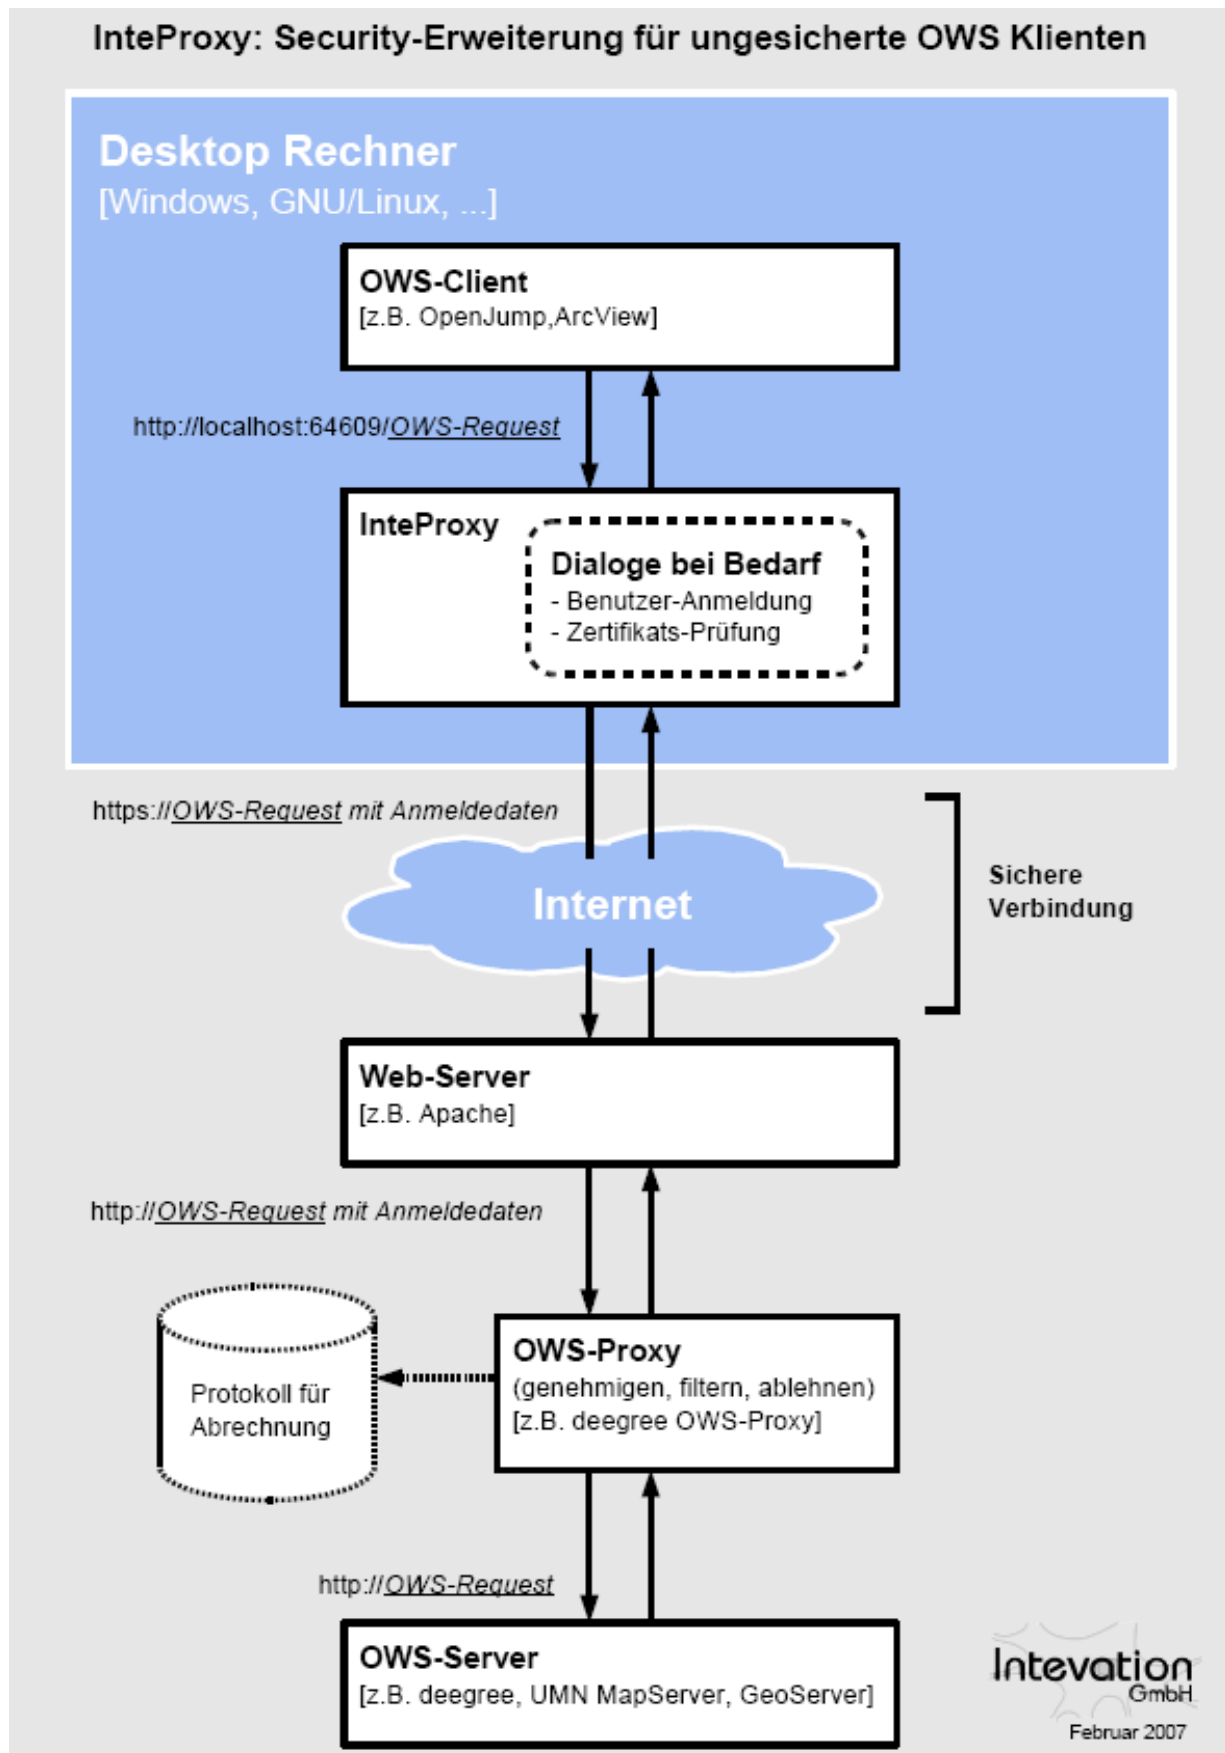 InteProxy: Security-Erweiterung für ungesicherte OWS Klienten
Desktop Rechner
[Windows, GNU/Linux, ...]
OWS-Client
[z.B. OpenJump,ArcView]
http://localhost:64609/OWS-Request
InteProxy
Dialoge bei Bedarf
- Benutzer-Anmeldung
- Zertifikats-Prüfung
https://OWS-Request mit Anmeldedaten
Internet
Sichere
Verbindung
Web-Server
[z.B. Apache]
http://OWS-Request mit Anmeldedaten
OWS-Proxy
(genehmigen, filtern, ablehnen)
[z.B. deegree OWS-Proxy]
Protokoll für
Abrechnung
http://OWS-Request
OWS-Server
[z.B. deegree, UMN MapServer, GeoServer]
Intevation
GmbH
Februar 2007